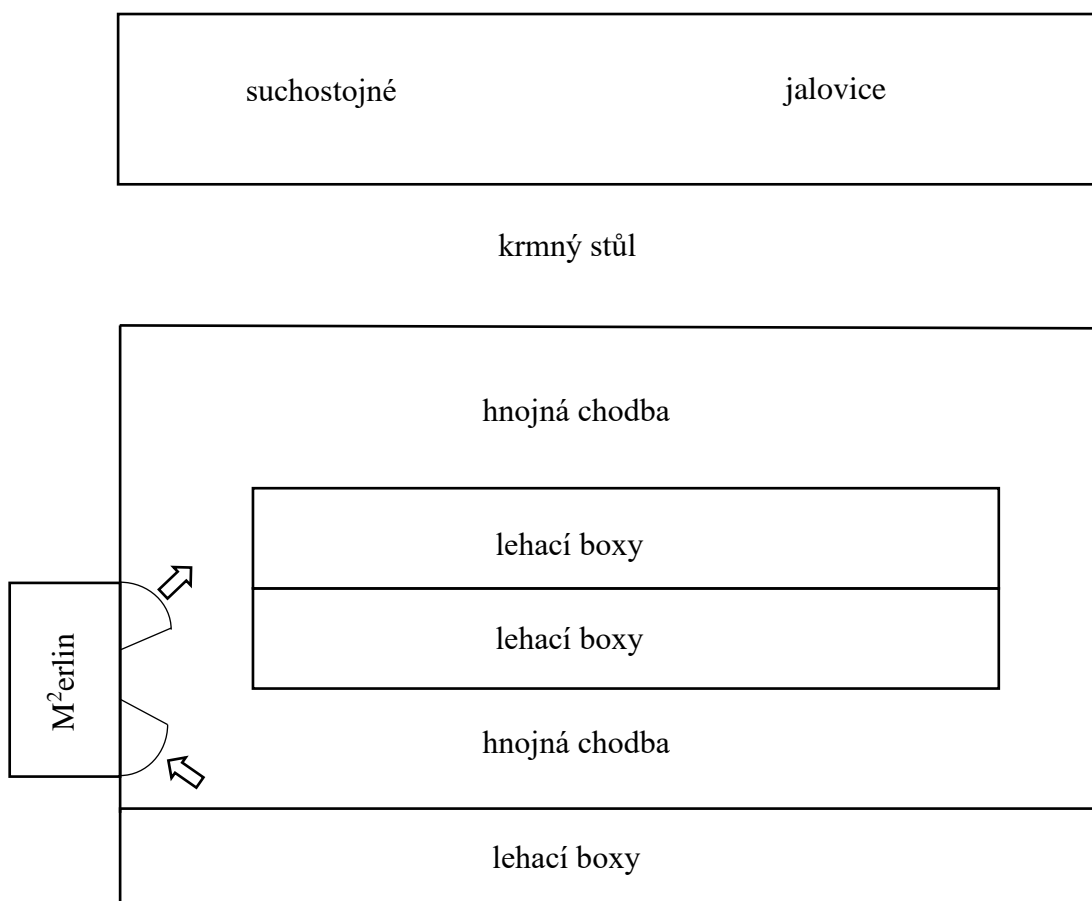 suchostojné jalovice
krmný stůl
hnojná chodba
lehací boxy
lehací boxy
M²erlin
hnojná chodba
lehací boxy